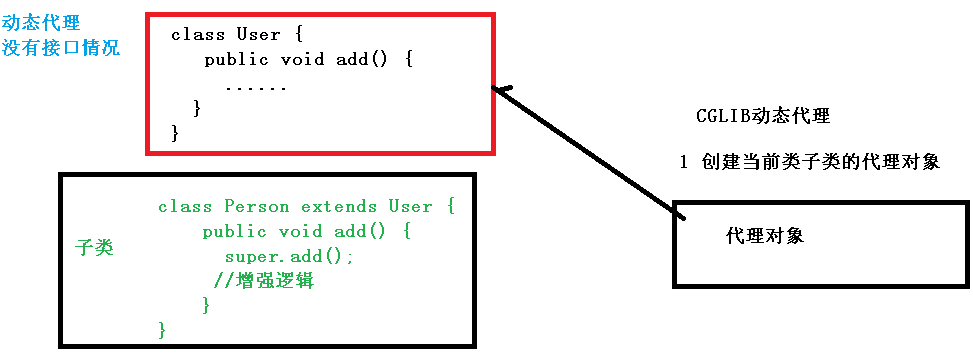 动态代理
没有接口情况
class User {
public void add() {
......
}
}
CGLIB动态代理
1 创建当前类子类的代理对象
代理对象
子类
class Person extends User {
public void add() {
super.add();
//增强逻辑
}
}